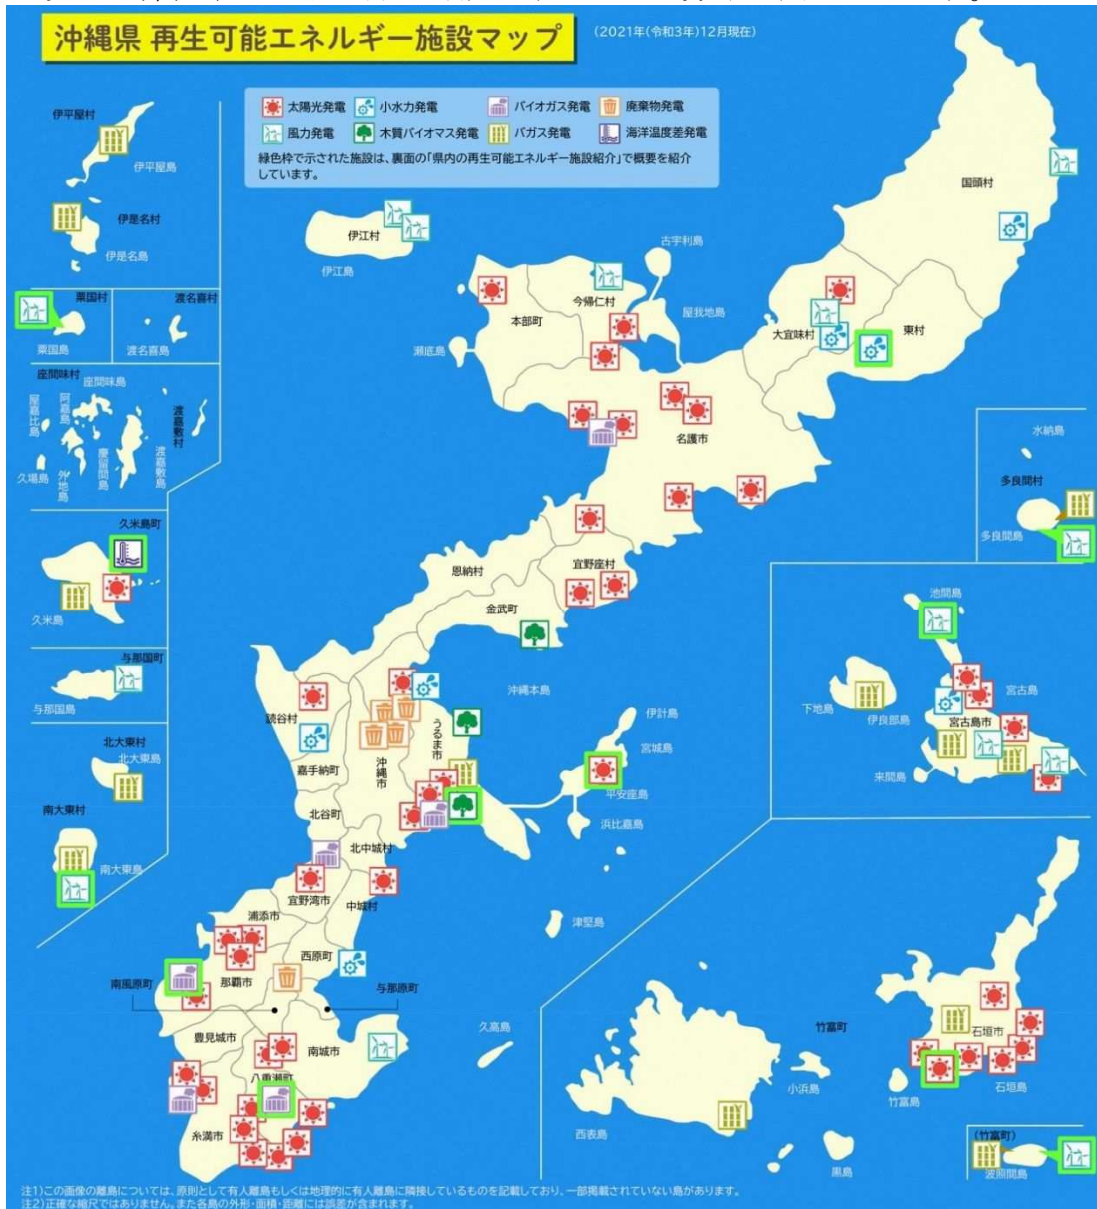 沖縄県 再生可能エネルギー施設マップ
(2021年(令和3年)12月現在)
太陽光発電
小水力発電
バイオガス発電
廃棄物発電
風力発電
木質バイオマス発電
バガス発電
海洋温度差発電
緑色枠で示された施設は、裏面の「県内の再生可能エネルギー施設紹介」で概要を紹介
しています。
伊平屋村
伊平屋島
伊是名村
伊是名島
粟国村
粟国島
渡名喜村
渡名喜島
座間味村
座間味島
屋嘉比島
阿嘉島
久場島
外地島
慶留間島
渡嘉敷村
渡嘉敷島
久米島町
久米島
与那国町
与那国島
北大東村
北大東島
南大東村
南大東島
伊江村
伊江島
古宇利島
今帰仁村
本部町
屋我地島
瀬底島
国頭村
大宜味村
東村
名護市
水納島
多良間村
多良間島
恩納村
宜野座村
金武町
沖縄本島
読谷村
嘉手納町
沖縄市
うるま市
伊計島
宮城島
平安座島
浜比嘉島
北谷町
北中城村
宜野湾市
中城村
津堅島
浦添市
西原町
那覇市
南風原町
与那原町
豊見城市
南城市
久高島
八重瀬町
糸満市
池間島
下地島
伊良部島
宮古島
宮古島市
来間島
竹富町
石垣市
石垣島
小浜島
竹富島
西表島
黒島
(竹富町)
波照間島
注1)この画像の離島については、原則として有人離島もしくは地理的に有人離島に隣接しているものを記載しており、一部掲載されていない島があります。
注2)正確な縮尺ではありません。また各島の外形・面積・距離には誤差が含まれます。